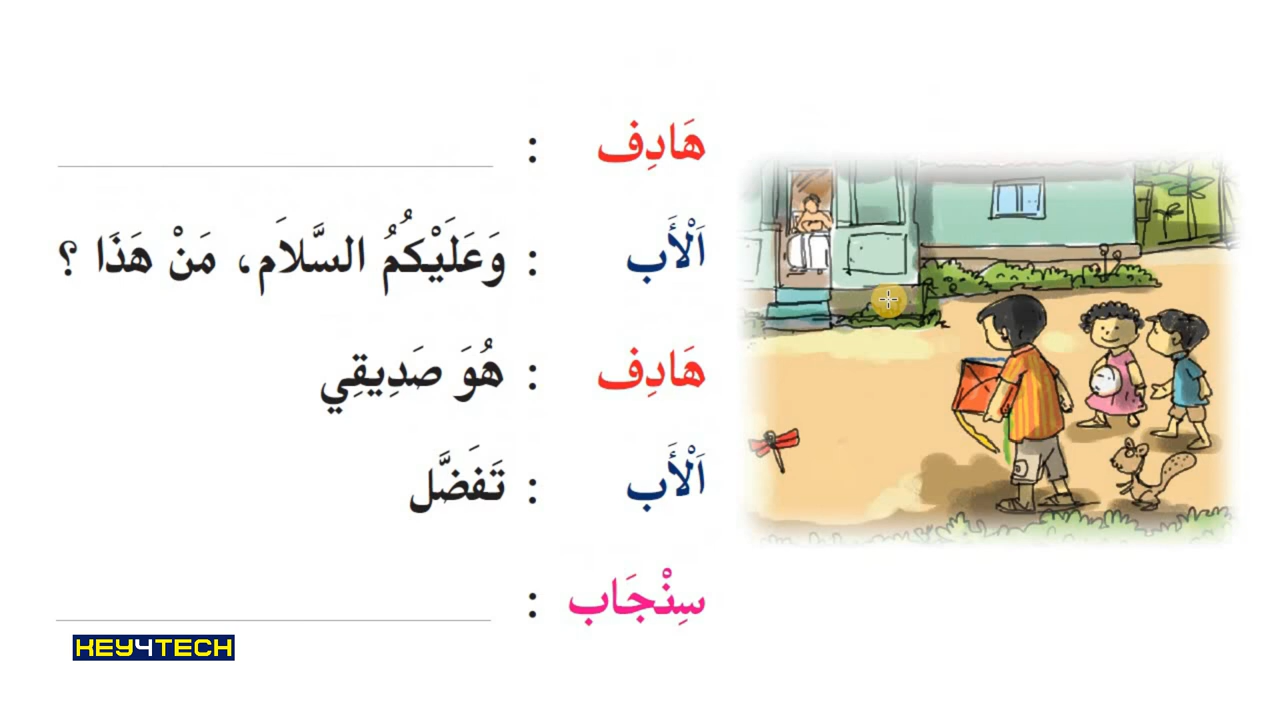 هَادِف : 
اَلْأَب : وَعَلَيْكُمُ السَّلَام، مَنْ هَذَا ؟
هَادِف : هُوَ صَدِيقِي
اَلْأَب : تَفَضَّل
سِنْجَاب :
KEY4TECH